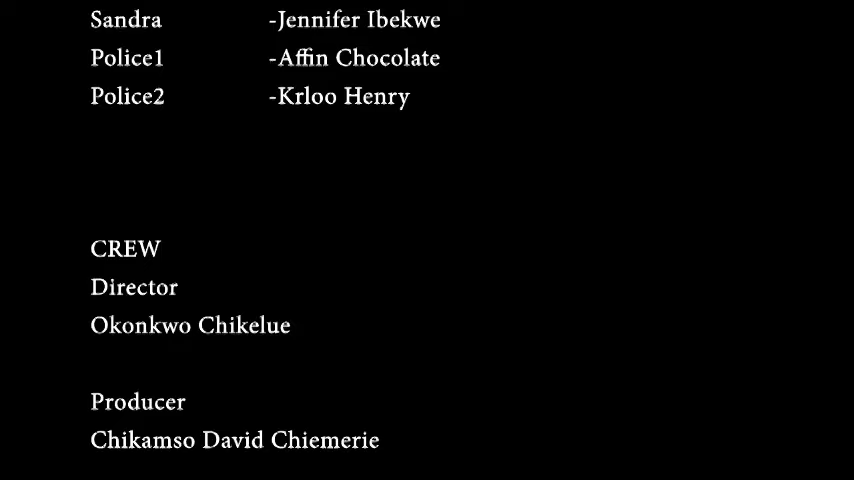 Sandra -Jennifer Ibekwe
Police1 -Affin Chocolate
Police2 -Krloo Henry
CREW
Director
Okonkwo Chikelue
Producer
Chikamso David Chiemerie